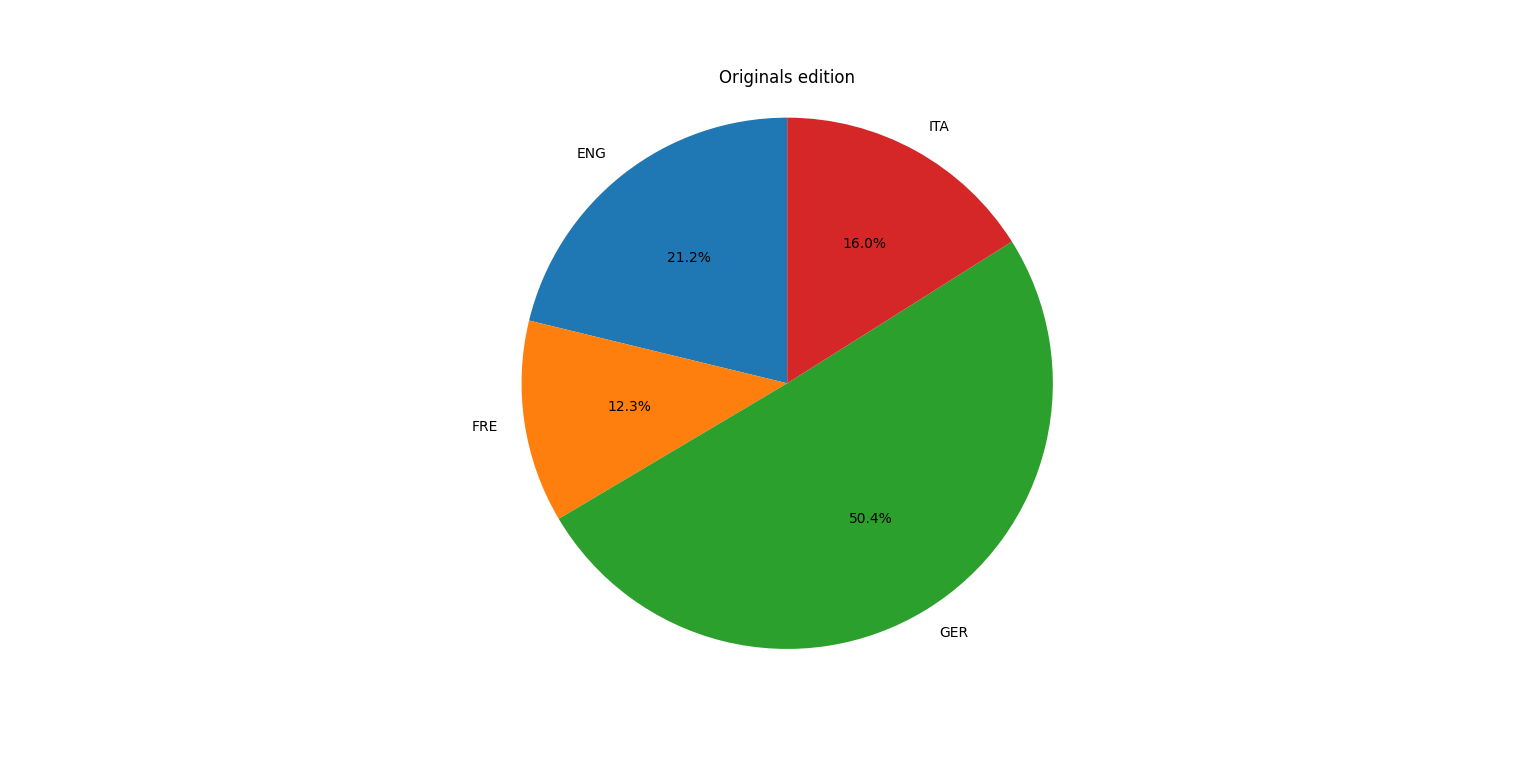 Originals edition
ITA
ENG
16.0%
21.2%
12.3%
FRE
50.4%
GER